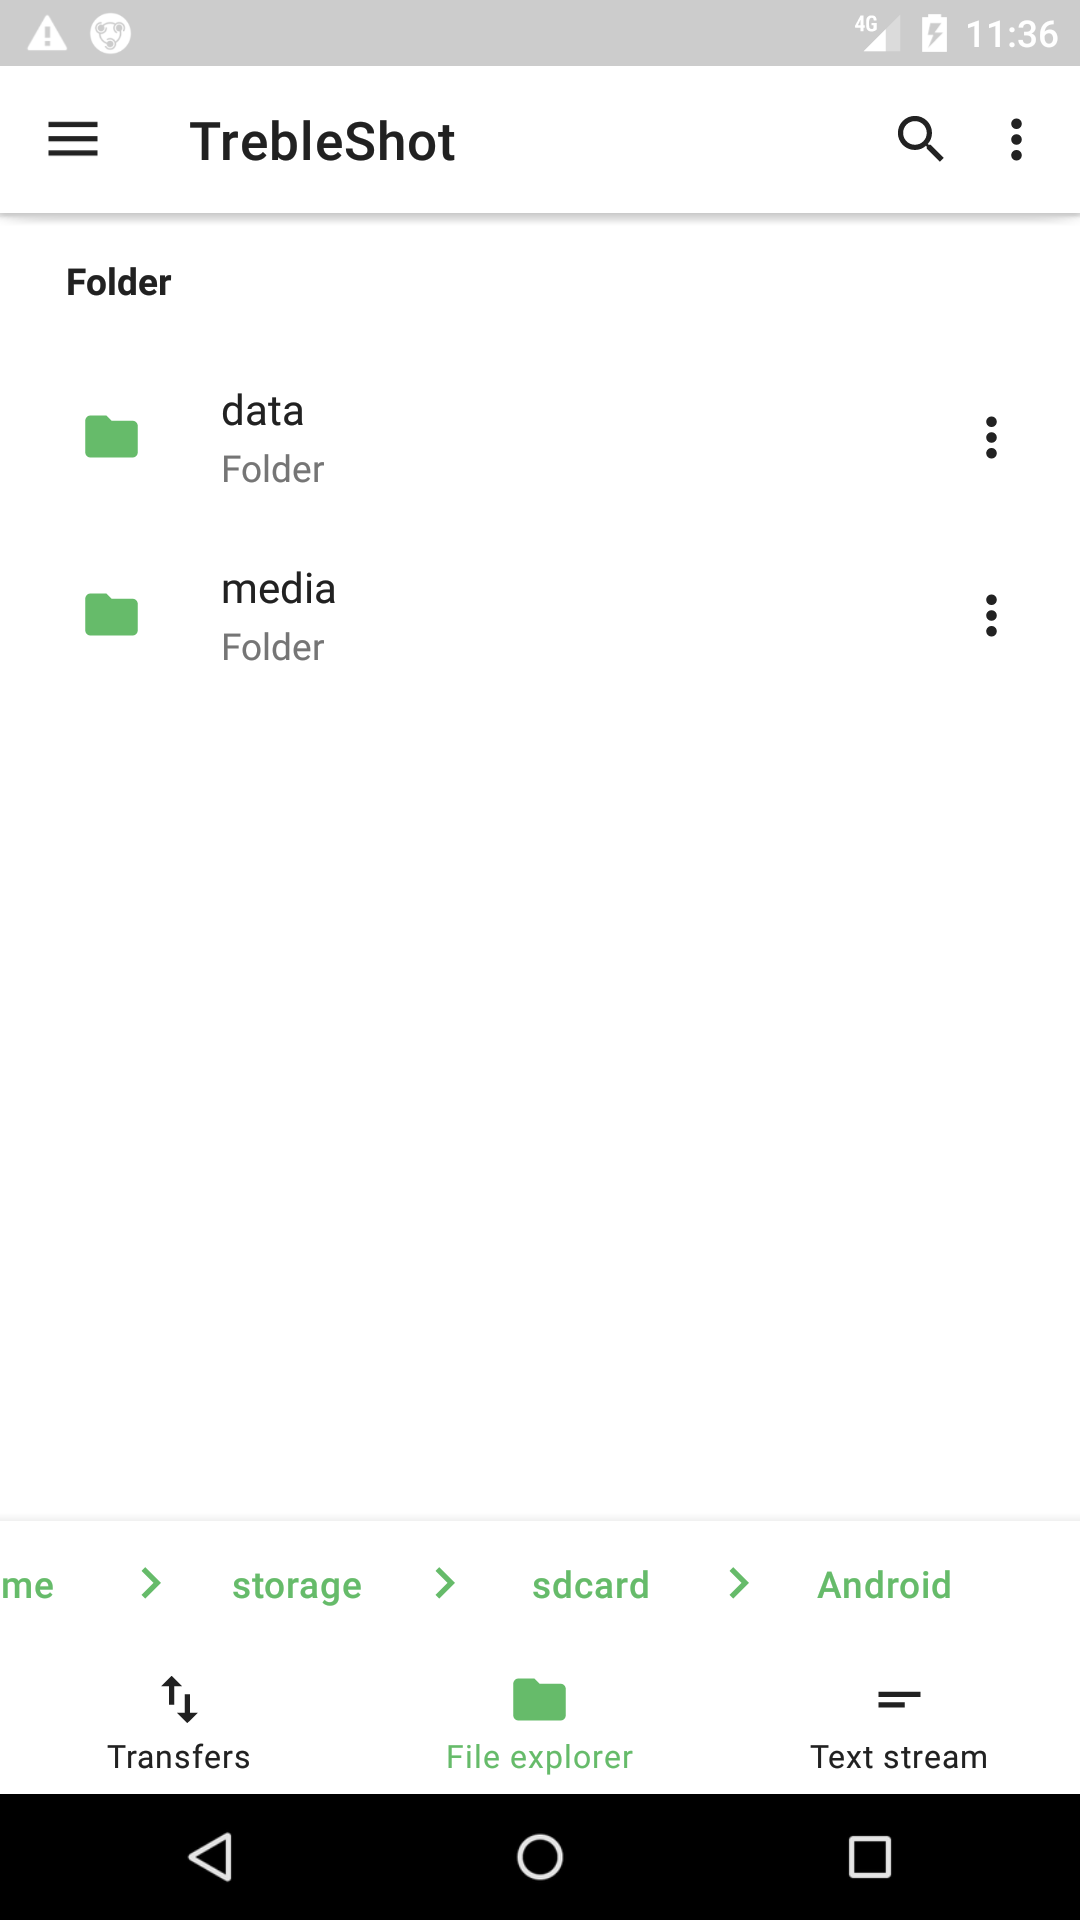 4G 11:36
TrebleShot
Folder
data
Folder
media
Folder
me storage sdcard Android
Transfers File explorer Text stream